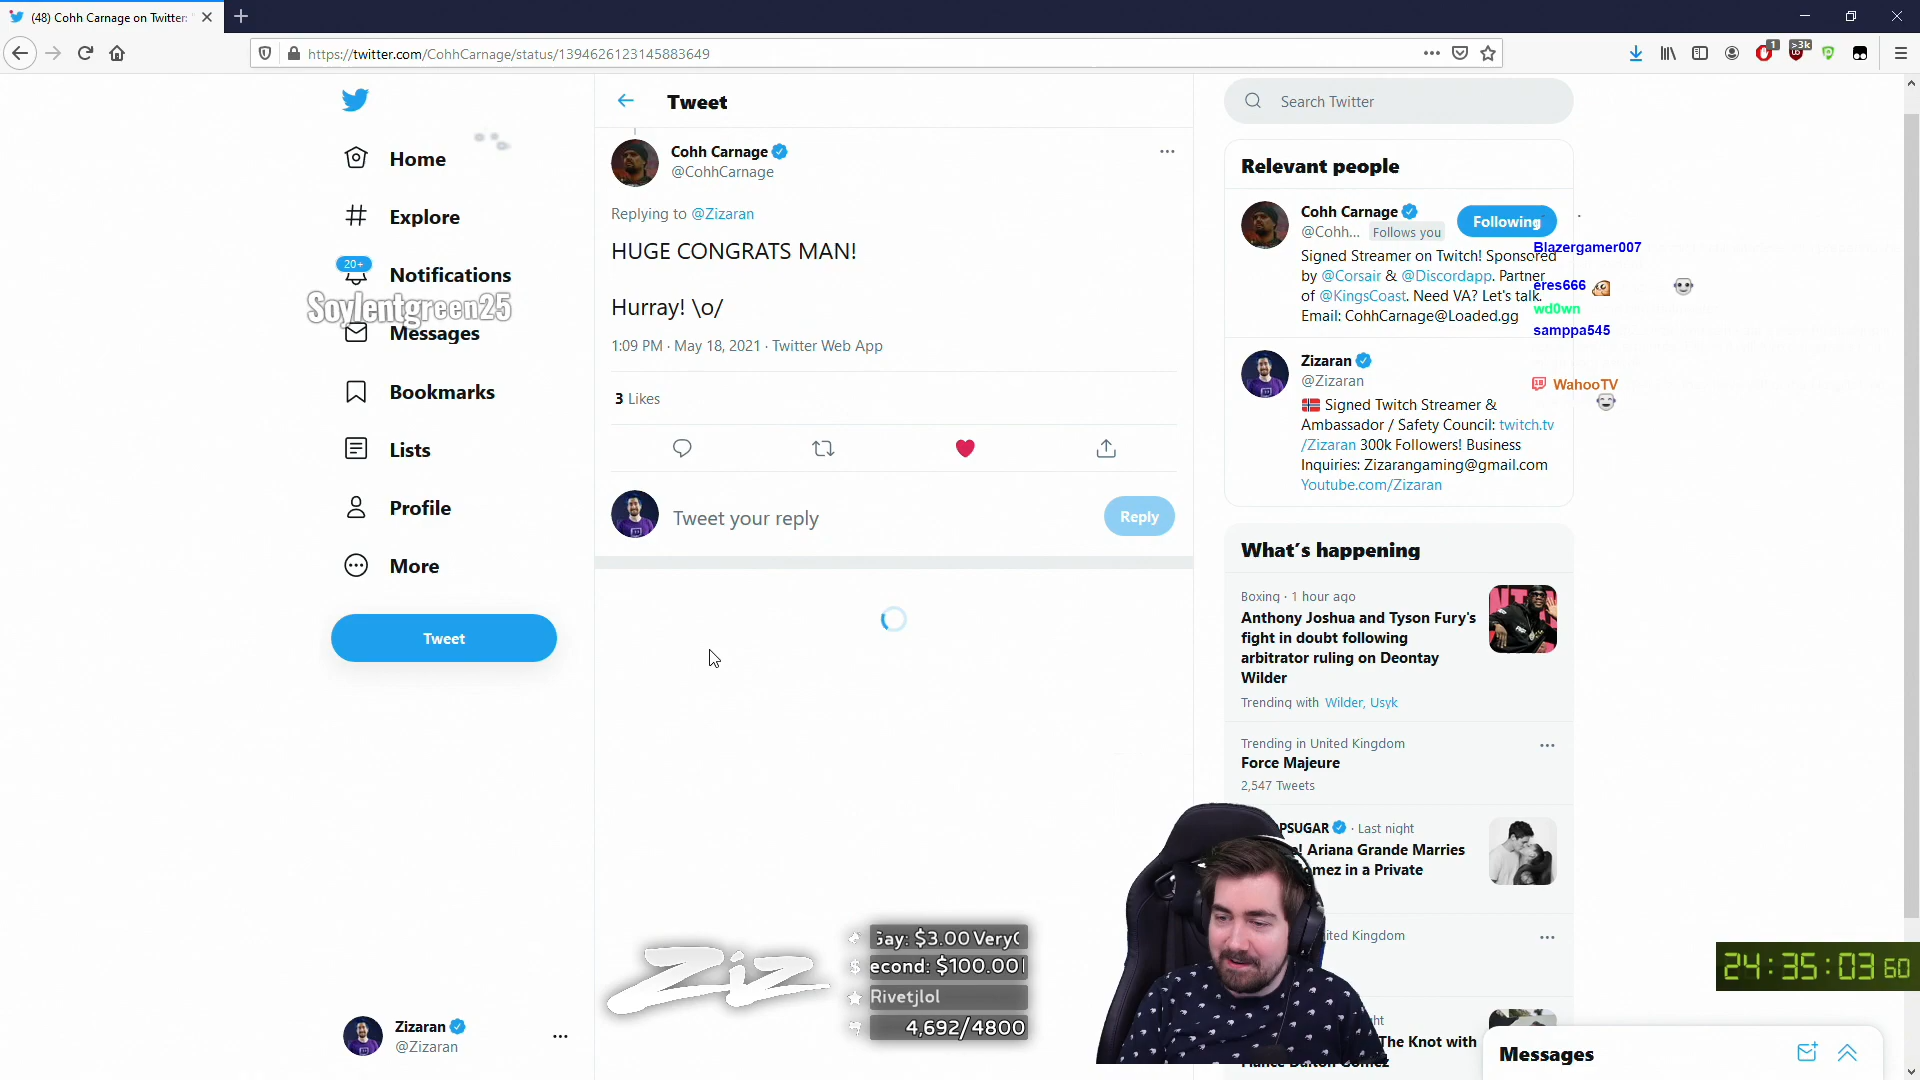 (48) Cohh Carnage on Twitter:
https://twitter.com/CohhCarnage/status/1394626123145883649
1
>3k
Home
Explore
20+
Notifications
Soylentgreen25
Messages
Bookmarks
Lists
Profile
More
Tweet
Zizaran
@Zizaran
Tweet
Cohh Carnage
@CohhCarnage
Replying to @Zizaran
HUGE CONGRATS MAN!
Hurray! \o/
1:09 PM · May 18, 2021 · Twitter Web App
3 Likes
Tweet your reply
Reply
Search Twitter
Relevant people
Cohh Carnage
@Cohh... Follows you
Following
Signed Streamer on Twitch! Sponsored
by @Corsair & @Discordapp. Partner
of @KingsCoast. Need VA? Let's talk.
Email: CohhCarnage@Loaded.gg
Zizaran
@Zizaran
Signed Twitch Streamer &
Ambassador / Safety Council: twitch.tv
/Zizaran 300k Followers! Business
Inquiries: Zizarangaming@gmail.com
Youtube.com/Zizaran
Blazergamer007
eres666
wd0wn
samppa545
WahooTV
What's happening
Boxing · 1 hour ago
Anthony Joshua and Tyson Fury's
fight in doubt following
arbitrator ruling on Deontay
Wilder
Trending with Wilder, Usyk
Trending in United Kingdom
Force Majeure
2,547 Tweets
PSUGAR · Last night
! Ariana Grande Marries
omez in a Private
ited Kingdom
ht
The Knot with
Messages
Ziz
Gay: $3.00 Very
econd: $100.00
Rivetjlol
4,692/4800
24:35:03 60